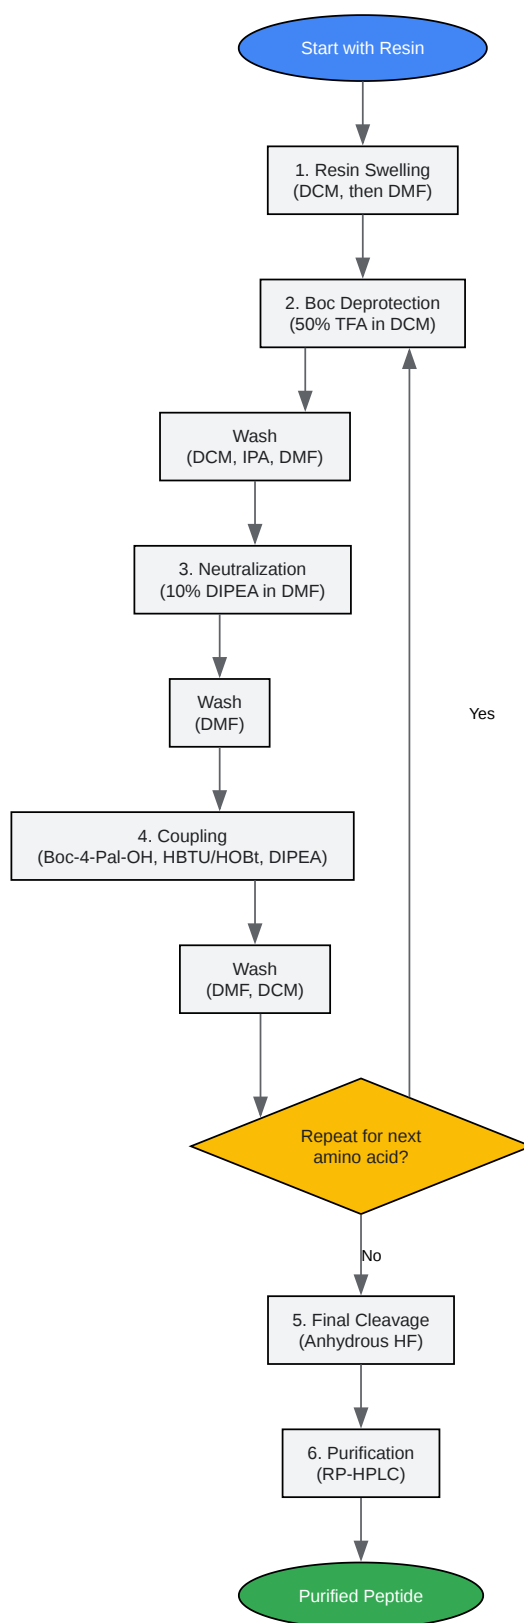 Start with Resin
1. Resin Swelling
(DCM, then DMF)
2. Boc Deprotection
(50% TFA in DCM)
Wash
(DCM, IPA, DMF)
3. Neutralization
(10% DIPEA in DMF)
Wash
(DMF)
Yes
4. Coupling
(Boc-4-Pal-OH, HBTU/HOBt, DIPEA)
Wash
(DMF, DCM)
Repeat for next
amino acid?
No
5. Final Cleavage
(Anhydrous HF)
6. Purification
(RP-HPLC)
Purified Peptide